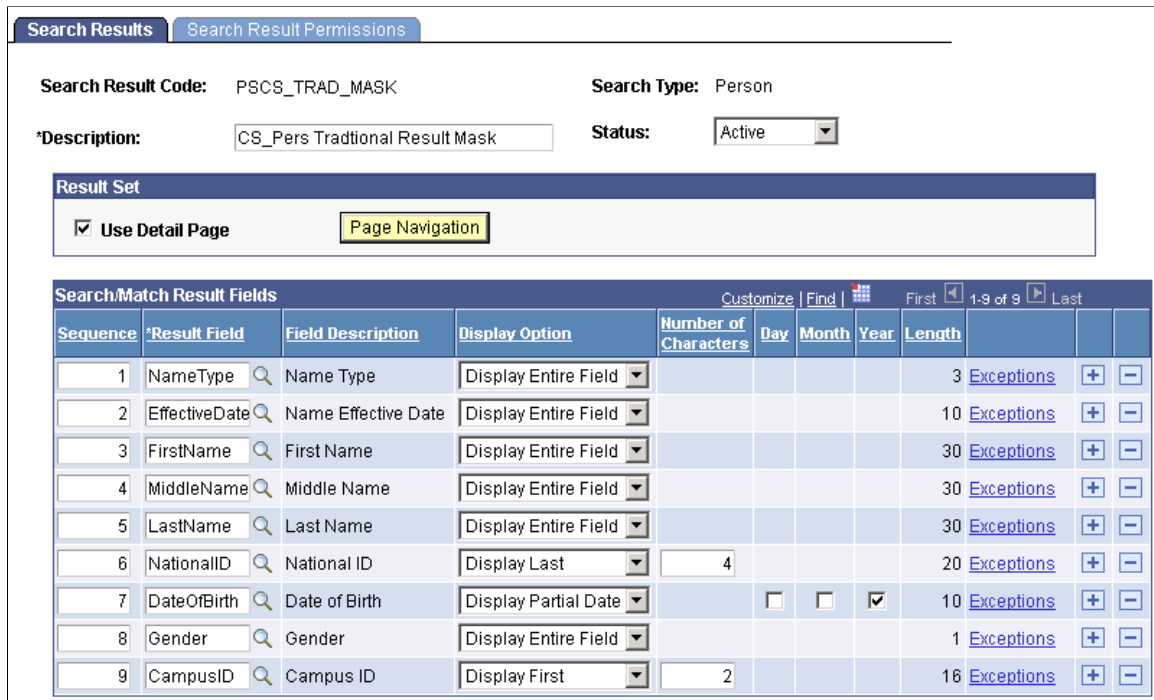 Search Results Search Result Permissions
Search Result Code: PSCS_TRAD_MASK Search Type: Person
*Description: CS_Pers Tradtional Result Mask Status: Active
Result Set
Use Detail Page Page Navigation
Search/Match Result Fields Customize | Find | First 1-9 of 9 Last
Sequence *Result Field Field Description Display Option Number of Characters Day Month Year Length
1 NameType Name Type Display Entire Field 3 Exceptions + -
2 EffectiveDate Name Effective Date Display Entire Field 10 Exceptions + -
3 FirstName First Name Display Entire Field 30 Exceptions + -
4 MiddleName Middle Name Display Entire Field 30 Exceptions + -
5 LastName Last Name Display Entire Field 30 Exceptions + -
6 NationalID National ID Display Last 4 20 Exceptions + -
7 DateOfBirth Date of Birth Display Partial Date 10 Exceptions + -
8 Gender Gender Display Entire Field 1 Exceptions + -
9 CampusID Campus ID Display First 2 16 Exceptions + -